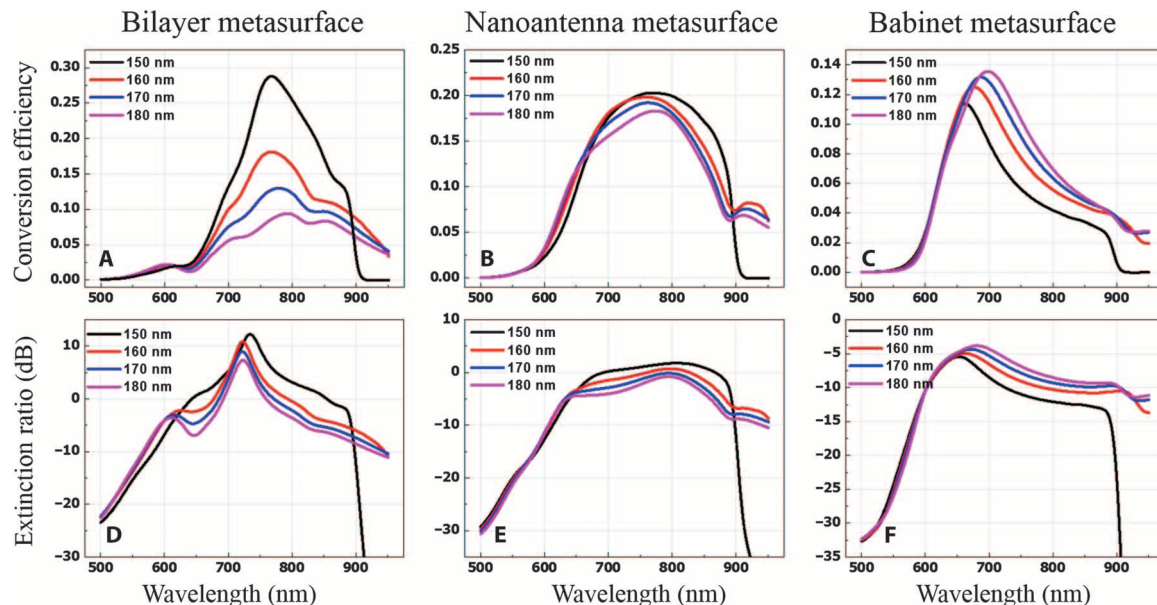 Bilayer metasurface Nanoantenna metasurface Babinet metasurface
Conversion efficiency
0.30
0.25
0.20
0.15
0.10
0.05
0.00
150 nm
160 nm
170 nm
180 nm
A
500 600 700 800 900
0.25
0.20
0.15
0.10
0.05
0.00
150 nm
160 nm
170 nm
180 nm
B
500 600 700 800 900
0.14
0.12
0.10
0.08
0.06
0.04
0.02
0.00
150 nm
160 nm
170 nm
180 nm
C
500 600 700 800 900
Extinction ratio (dB)
10
0
−10
−20
−30
150 nm
160 nm
170 nm
180 nm
D
500 600 700 800 900
Wavelength (nm)
10
0
−10
−20
−30
150 nm
160 nm
170 nm
180 nm
E
500 600 700 800 900
Wavelength (nm)
0
−5
−10
−15
−20
−25
−30
−35
150 nm
160 nm
170 nm
180 nm
F
500 600 700 800 900
Wavelength (nm)